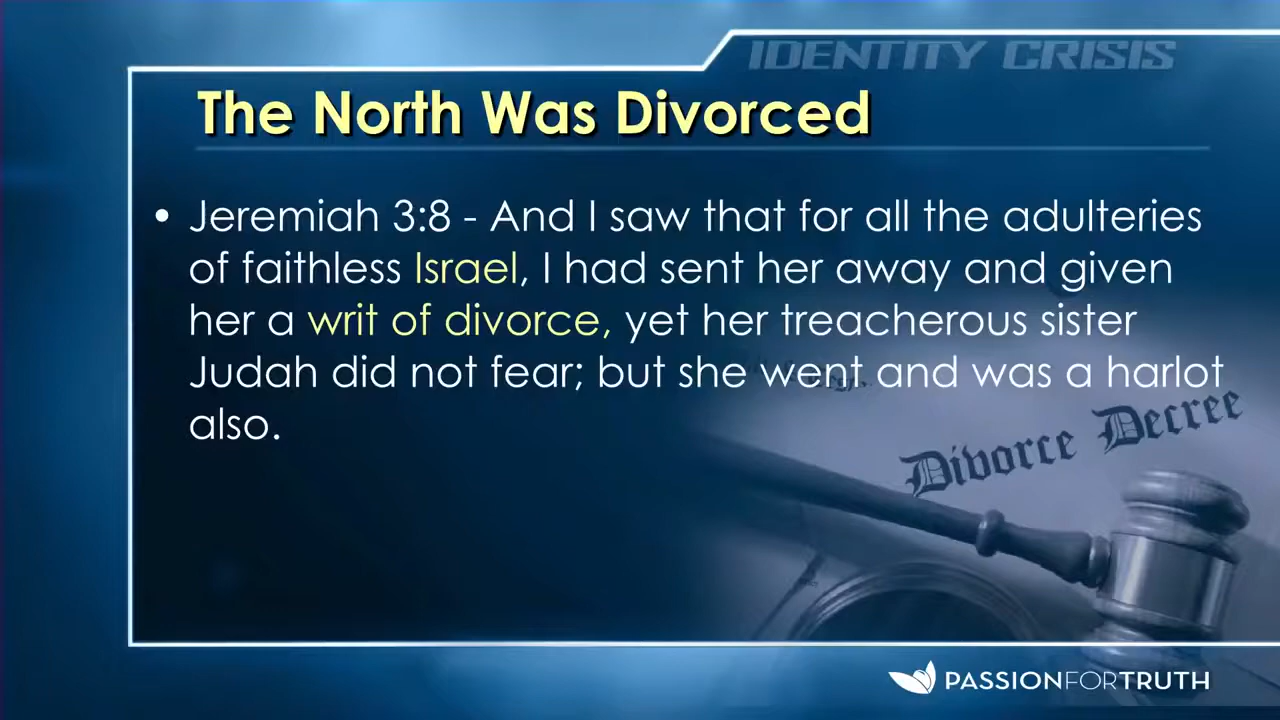 IDENTITY CRISIS
The North Was Divorced
• Jeremiah 3:8 - And I saw that for all the adulteries
of faithless Israel, I had sent her away and given
her a writ of divorce, yet her treacherous sister
Judah did not fear; but she went and was a harlot
also.
Divorce Decree
PASSIONFORTRUTH